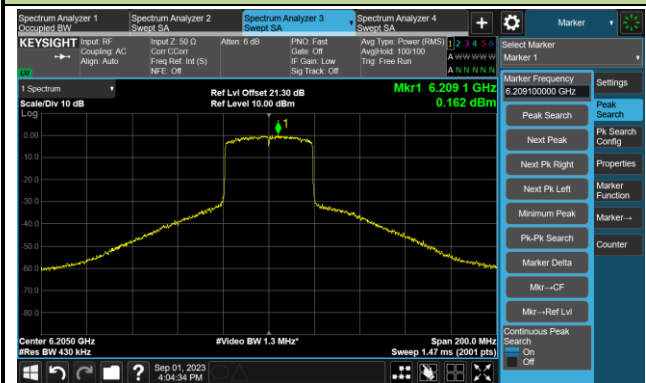 Spectrum Analyzer 1
Occupied BW
Spectrum Analyzer 2
Swept SA
Spectrum Analyzer 3
Swept SA
Spectrum Analyzer 4
Swept SA
+
Marker
KEYSIGHT
Input: RF
Coupling: AC
Align: Auto
Input Z: 50 Ω
Corr CCorr
Freq Ref: Int (S)
NFE: Off
Atten: 6 dB
PNO: Fast
Gate: Off
IF Gain: Low
Sig Track: Off
Avg Type: Power (RMS)
Avg|Hold: 100/100
Trig: Free Run
1 2 3 4 5 6
A W W W W W
A N N N N N
Select Marker
Marker 1
1 Spectrum
Scale/Div 10 dB
Log
Ref Lvl Offset 21.30 dB
Ref Level 10.00 dBm
Mkr1 6.209 1 GHz
0.162 dBm
1
0.00
-10.0
-20.0
-30.0
-40.0
-50.0
-60.0
-70.0
-80.0
Center 6.2050 GHz
#Res BW 430 kHz
#Video BW 1.3 MHz*
Span 200.0 MHz
Sweep 1.47 ms (2001 pts)
Marker Frequency
6.209100000 GHz
Peak Search
Next Peak
Next Pk Right
Next Pk Left
Minimum Peak
Pk-Pk Search
Marker Delta
Mkr→CF
Mkr→Ref Lvl
Continuous Peak
Search
On
Off
Settings
Peak
Search
Pk Search
Config
Properties
Marker
Function
Marker→
Counter
?
Sep 01, 2023
4:04:34 PM